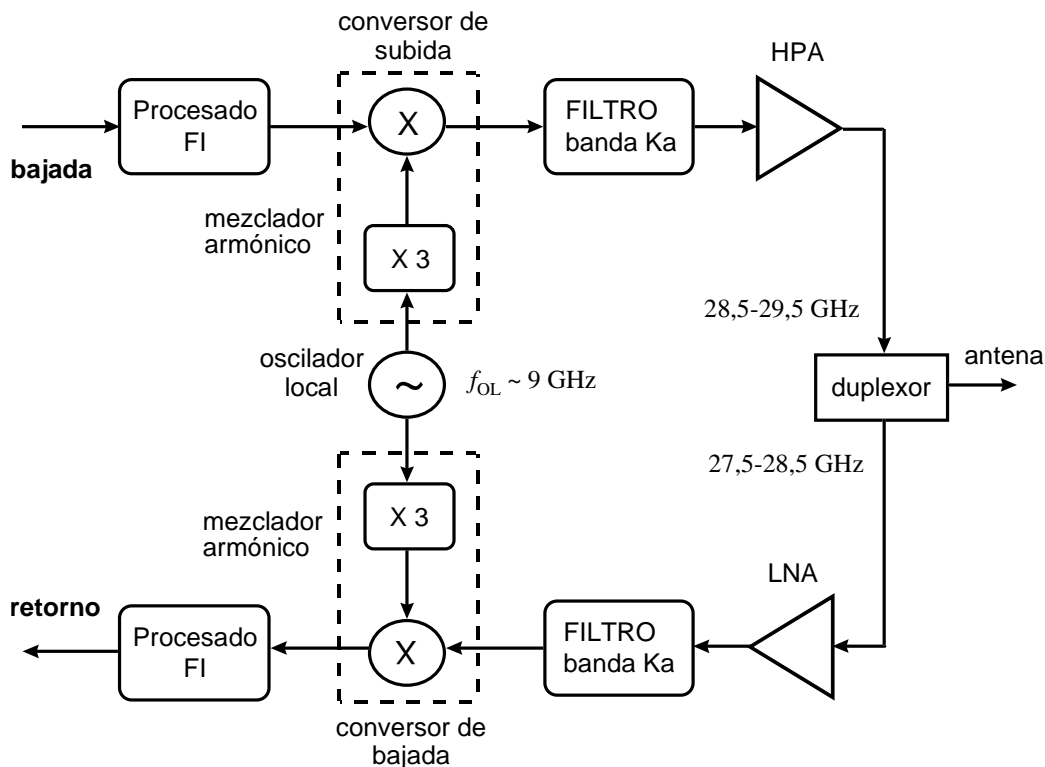 conversor de
subida
HPA
Procesado
FI
X
FILTRO
banda Ka
bajada
mezclador
armónico
X 3
28,5-29,5 GHz
oscilador
local
~
f_OL ~ 9 GHz
antena
duplexor
27,5-28,5 GHz
mezclador
armónico
X 3
LNA
retorno
Procesado
FI
X
FILTRO
banda Ka
conversor de
bajada